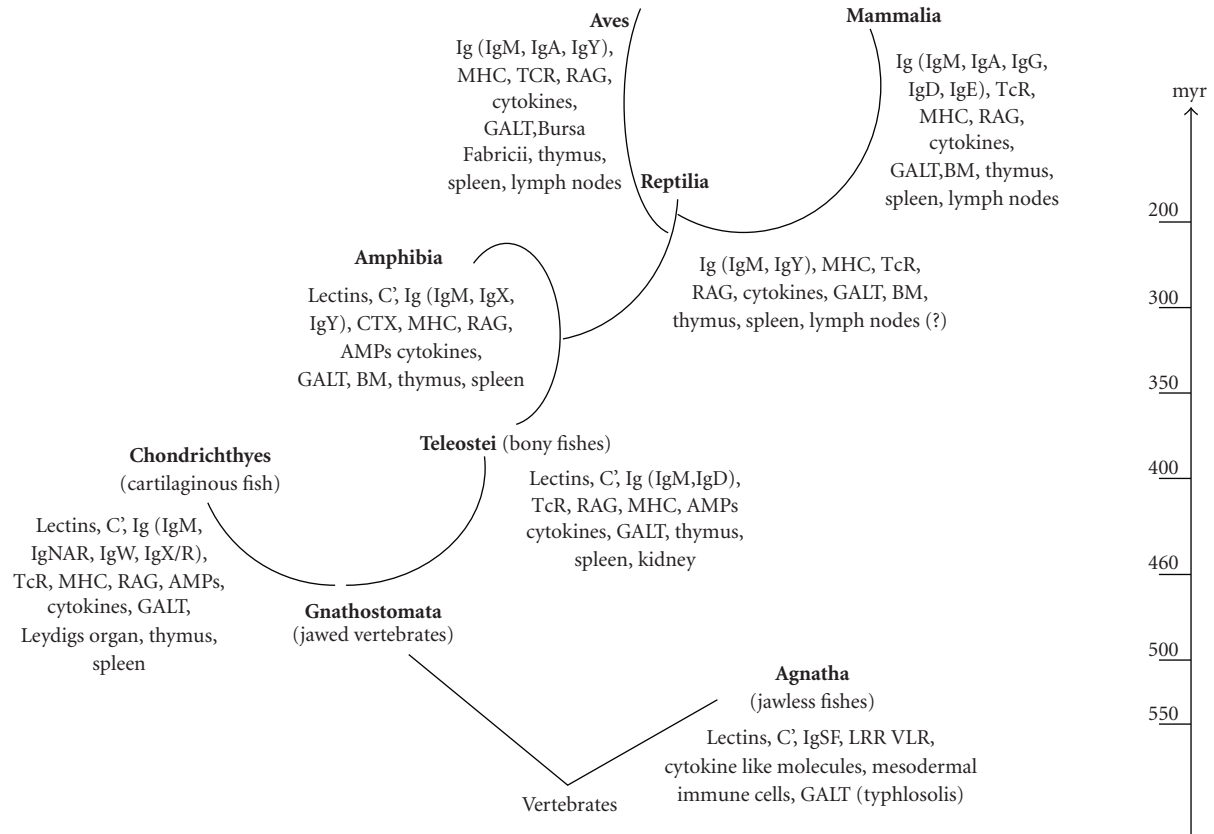 Aves
Ig (IgM, IgA, IgY),
MHC, TCR, RAG,
cytokines,
GALT,Bursa
Fabricii, thymus,
spleen, lymph nodes
Mammalia
Ig (IgM, IgA, IgG,
IgD, IgE), TcR,
MHC, RAG,
cytokines,
GALT,BM, thymus,
spleen, lymph nodes
myr
Reptilia
Ig (IgM, IgY), MHC, TcR,
RAG, cytokines, GALT, BM,
thymus, spleen, lymph nodes (?)
Amphibia
Lectins, C’, Ig (IgM, IgX,
IgY), CTX, MHC, RAG,
AMPs cytokines,
GALT, BM, thymus, spleen
Teleostei (bony fishes)
Lectins, C’, Ig (IgM,IgD),
TcR, RAG, MHC, AMPs
cytokines, GALT, thymus,
spleen, kidney
Chondrichthyes
(cartilaginous fish)
Lectins, C’, Ig (IgM,
IgNAR, IgW, IgX/R),
TcR, MHC, RAG, AMPs,
cytokines, GALT,
Leydigs organ, thymus,
spleen
Gnathostomata
(jawed vertebrates)
Agnatha
(jawless fishes)
Lectins, C’, IgSF, LRR VLR,
cytokine like molecules, mesodermal
immune cells, GALT (typhlosolis)
Vertebrates
200
300
350
400
460
500
550